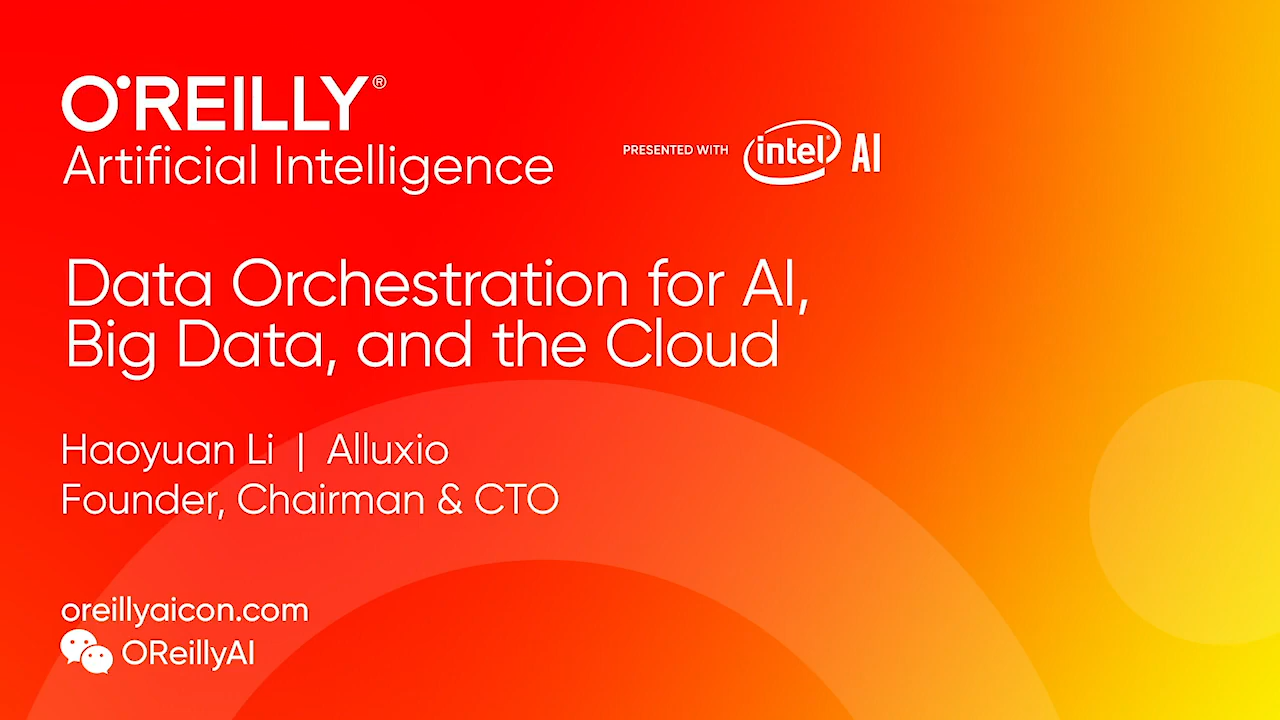 O'REILLY®
Artificial Intelligence
PRESENTED WITH intel® AI
Data Orchestration for AI,
Big Data, and the Cloud
Haoyuan Li | Alluxio
Founder, Chairman & CTO
oreillyaicon.com
OReillyAI